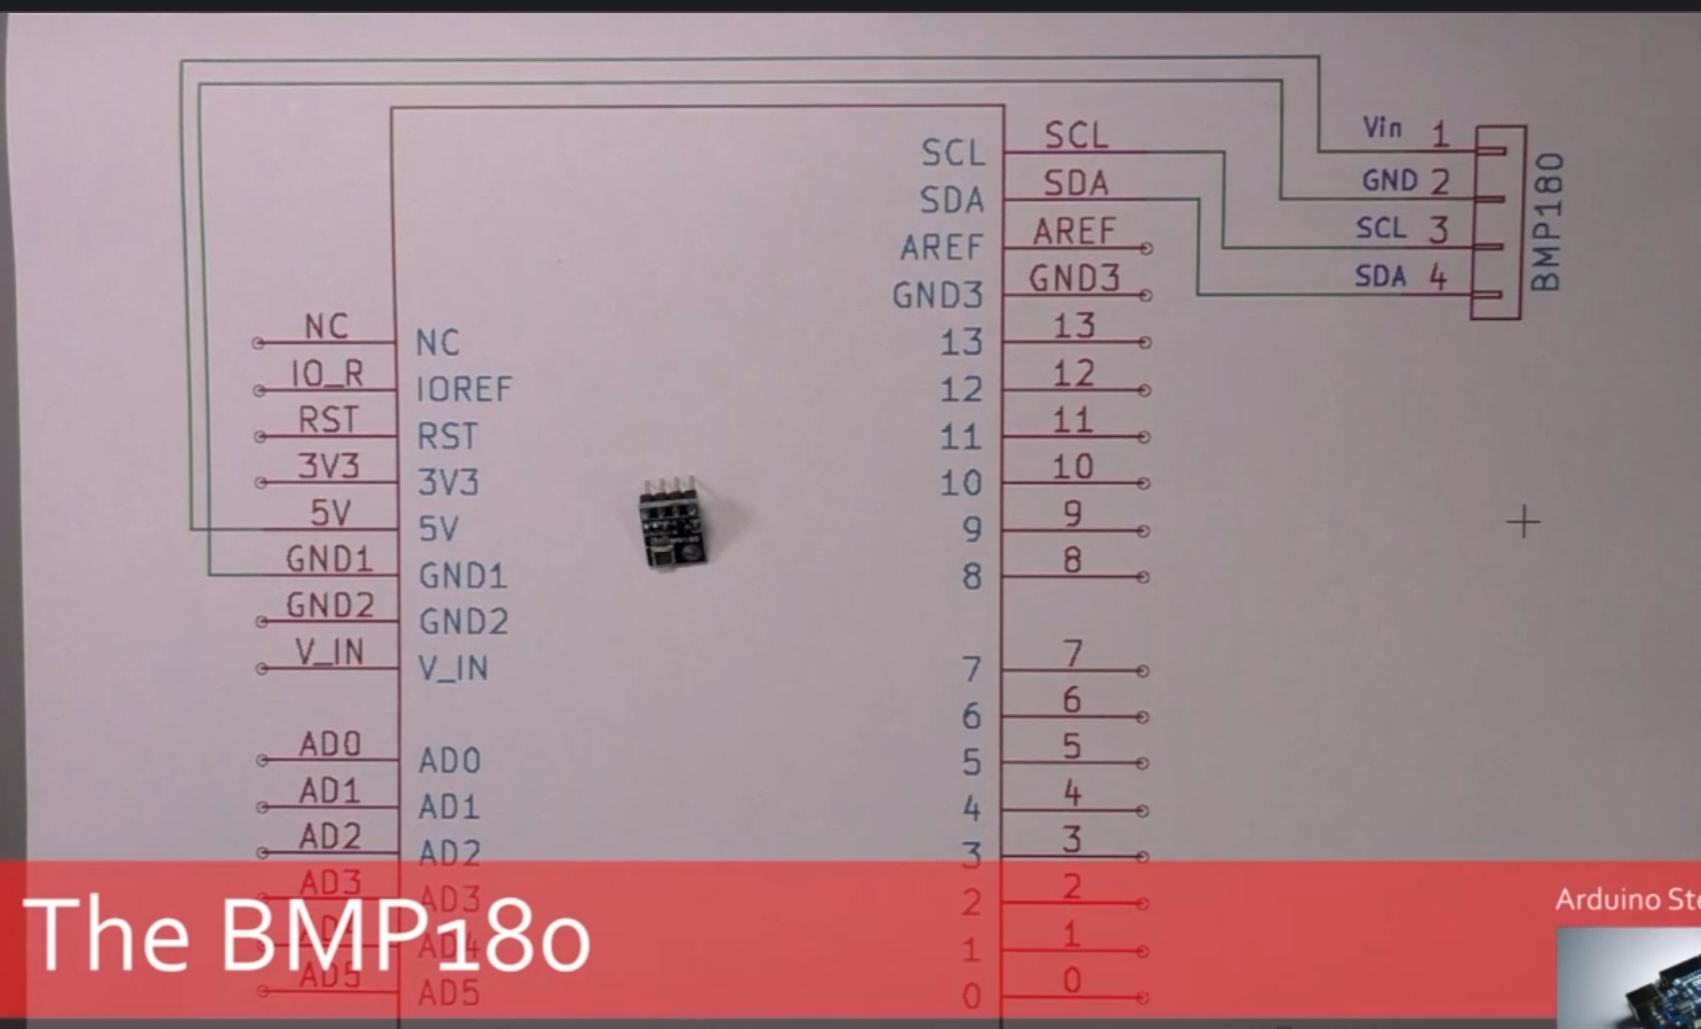 SCL
SCL
SDA
SDA
AREF
AREF
GND3
GND3
13
13
12
12
11
11
10
10
9
9
8
8
7
7
6
6
5
5
4
4
3
3
2
2
1
1
0
0
NC
NC
IO_R
IOREF
RST
RST
3V3
3V3
5V
5V
GND1
GND1
GND2
GND2
V_IN
V_IN
AD0
AD0
AD1
AD1
AD2
AD2
AD3
AD3
AD4
AD5
AD5
Vin 1
GND 2
SCL 3
SDA 4
BMP180
The BMP180
Arduino